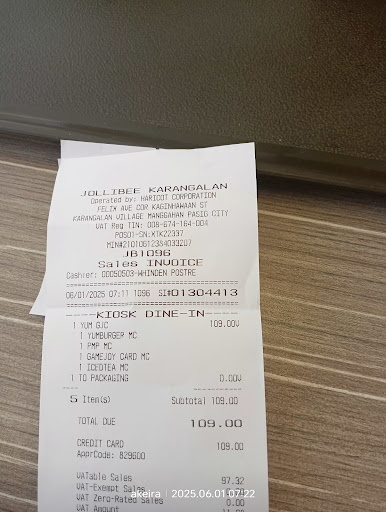 JOLLIBEE KARANGALAN
Operated by: HARICOT CORPORATION
FELIX AVE COR KAGINHAWAAN ST
KARANGALAN VILLAGE MANGGAHAN PASIG CITY
VAT Reg TIN: 008-674-164-004
POS01-SN:XTK22337
MIN#21010612384033207
JB1096
Sales INVOICE
Cashier: 00050503-WHINDEN POSTRE
06/01/2025 07:11 1096 SI#01304413
-----KIOSK DINE-IN-----
1 YUM GJC 109.00V
1 YUMBURGER MC
1 PMP MC
1 GAMEJOY CARD MC
1 ICEDTEA MC
1 TO PACKAGING 0.00V
5 Item(s) Subtotal 109.00
TOTAL DUE 109.00
CREDIT CARD 109.00
ApprCode: 829600
VATable Sales 97.32
VAT-Exempt Sales
VAT Zero-Rated Sales 0.00
VAT Amount
akeira | 2025.06.01 07:22